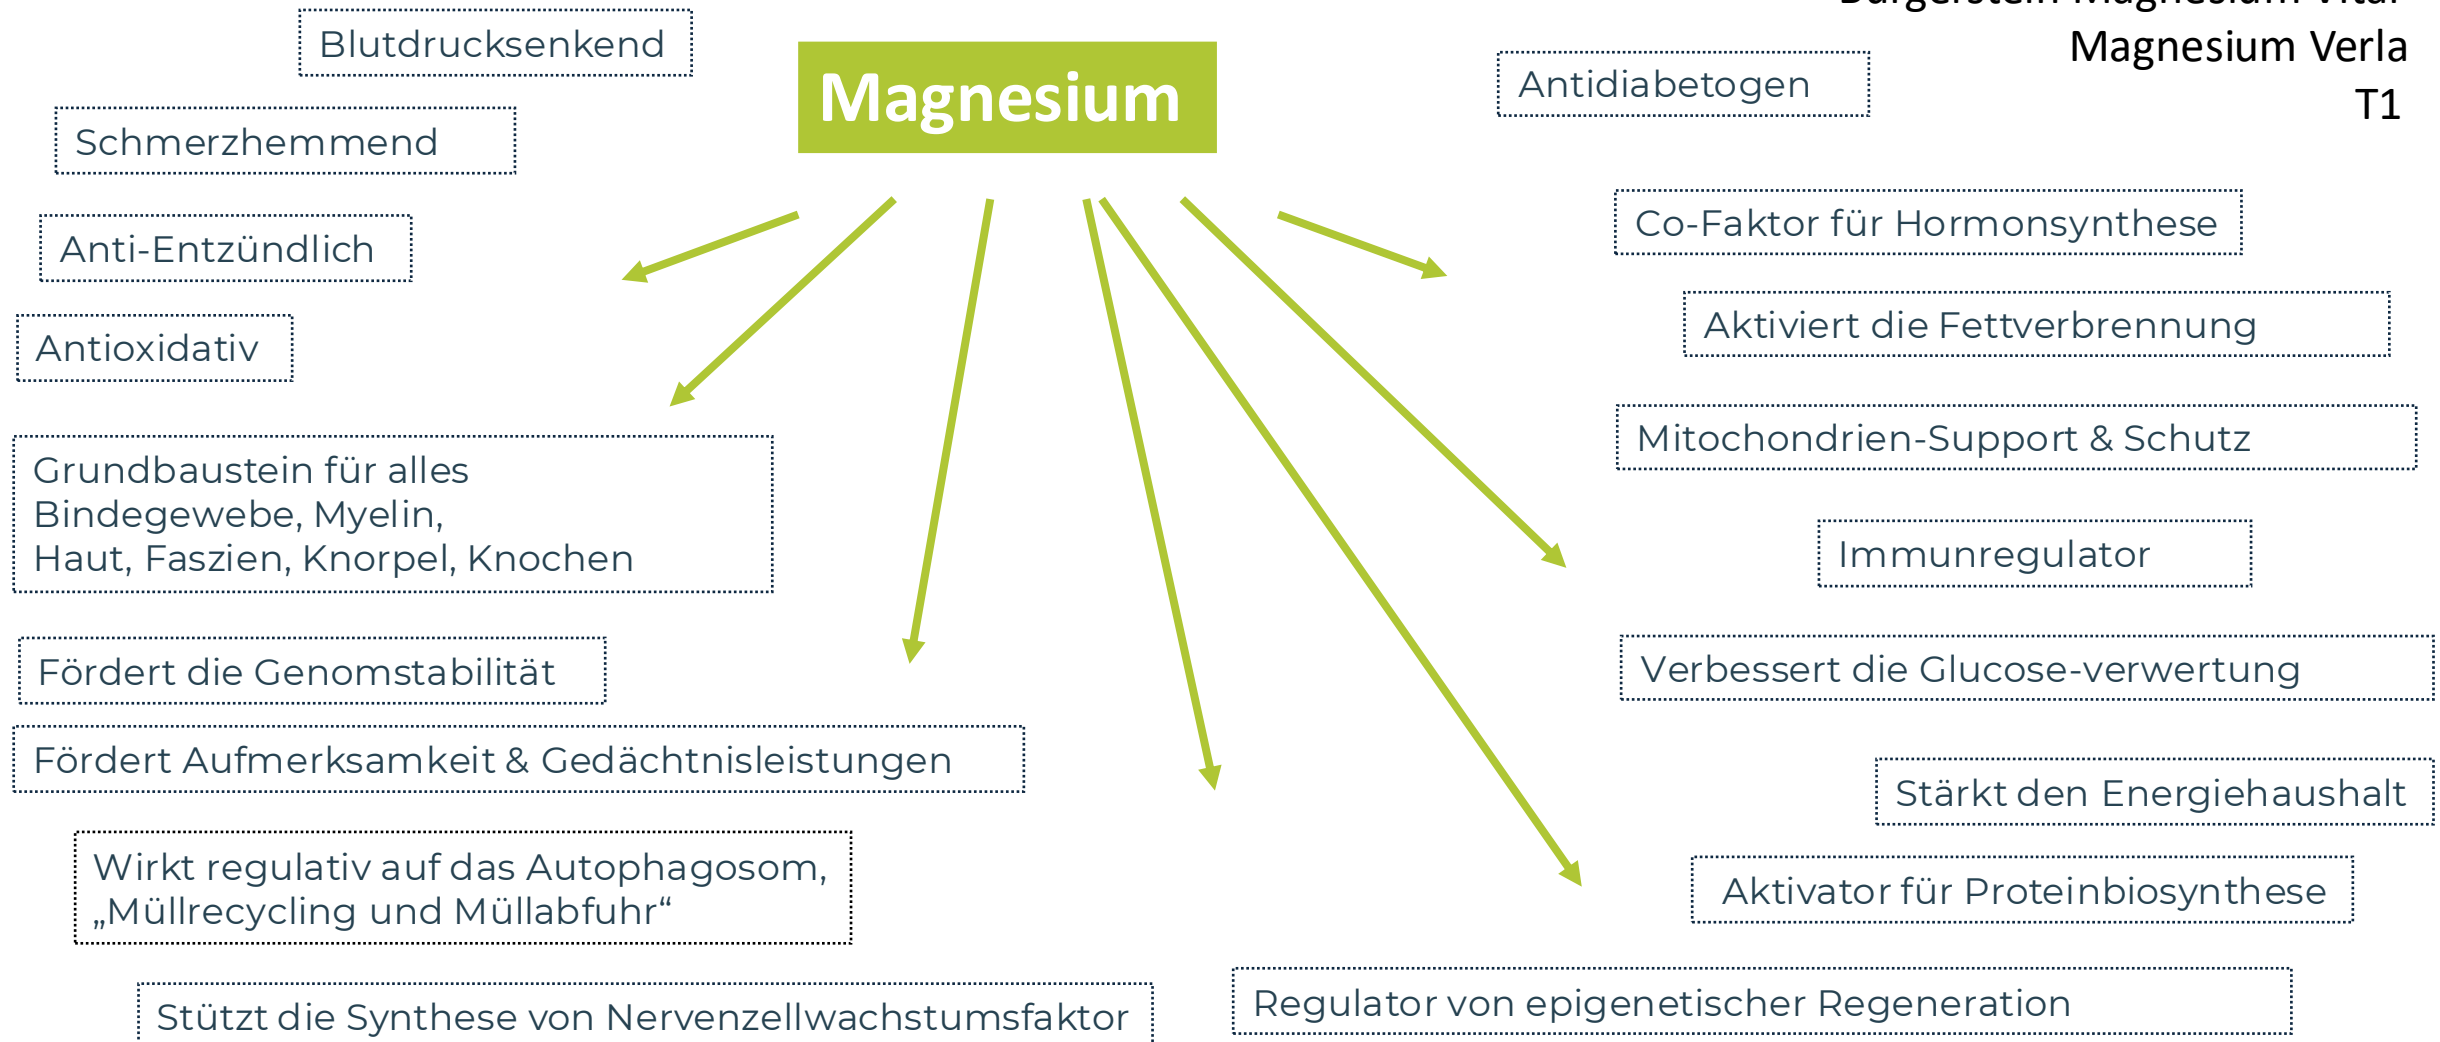 Burgerstein Magnesium Vital
Magnesium Verla
T1
Magnesium
Blutdrucksenkend
Schmerzhemmend
Anti-Entzündlich
Antioxidativ
Grundbaustein für alles
Bindegewebe, Myelin,
Haut, Faszien, Knorpel, Knochen
Fördert die Genomstabilität
Fördert Aufmerksamkeit & Gedächtnisleistungen
Wirkt regulativ auf das Autophagosom,
„Müllrecycling und Müllabfuhr“
Stützt die Synthese von Nervenzellwachstumsfaktor
Antidiabetogen
Co-Faktor für Hormonsynthese
Aktiviert die Fettverbrennung
Mitochondrien-Support & Schutz
Immunregulator
Verbessert die Glucose-verwertung
Stärkt den Energiehaushalt
Aktivator für Proteinbiosynthese
Regulator von epigenetischer Regeneration